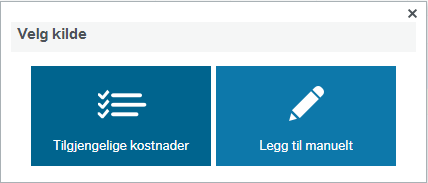 Velg kilde
Tilgjengelige kostnader
Legg til manuelt